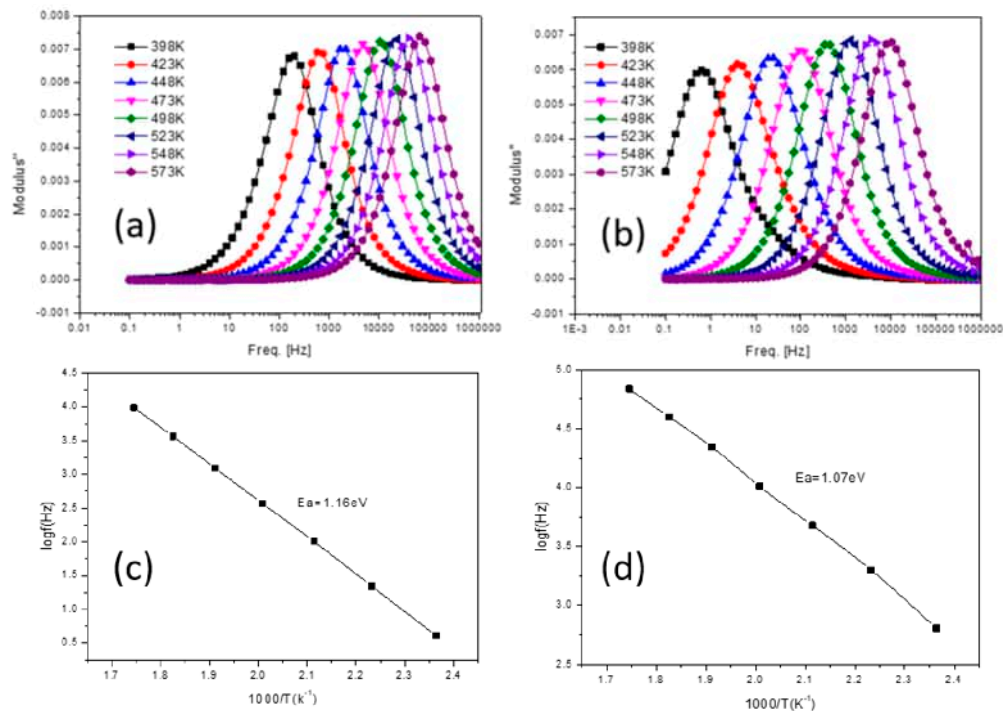 0.008
0.007
0.006
0.005
0.004
0.003
0.002
0.001
0.000
-0.001
Modulus"
398K
423K
448K
473K
498K
523K
548K
573K
(a)
0.01 0.1 1 10 100 1000 10000 100000 1000000
Freq. [Hz]
0.008
0.007
0.006
0.005
0.004
0.003
0.002
0.001
0.000
-0.001
Modulus"
398K
423K
448K
473K
498K
523K
548K
573K
(b)
1E-3 0.01 0.1 1 10 100 1000 10000 100000 1000000
Freq. [Hz]
4.5
4.0
3.5
3.0
2.5
2.0
1.5
1.0
0.5
logf(Hz)
Ea=1.16eV
(c)
1.7 1.8 1.9 2.0 2.1 2.2 2.3 2.4
1000/T(k⁻¹)
5.0
4.5
4.0
3.5
3.0
2.5
logf(Hz)
Ea=1.07eV
(d)
1.7 1.8 1.9 2.0 2.1 2.2 2.3 2.4
1000/T(K⁻¹)